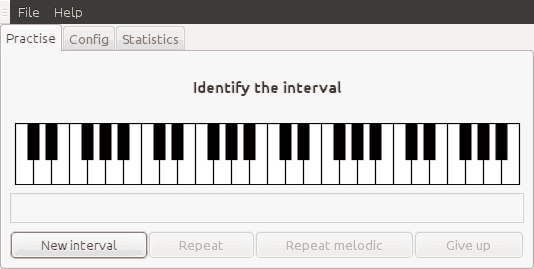 File Help
Practise Config Statistics
Identify the interval
New interval Repeat Repeat melodic Give up